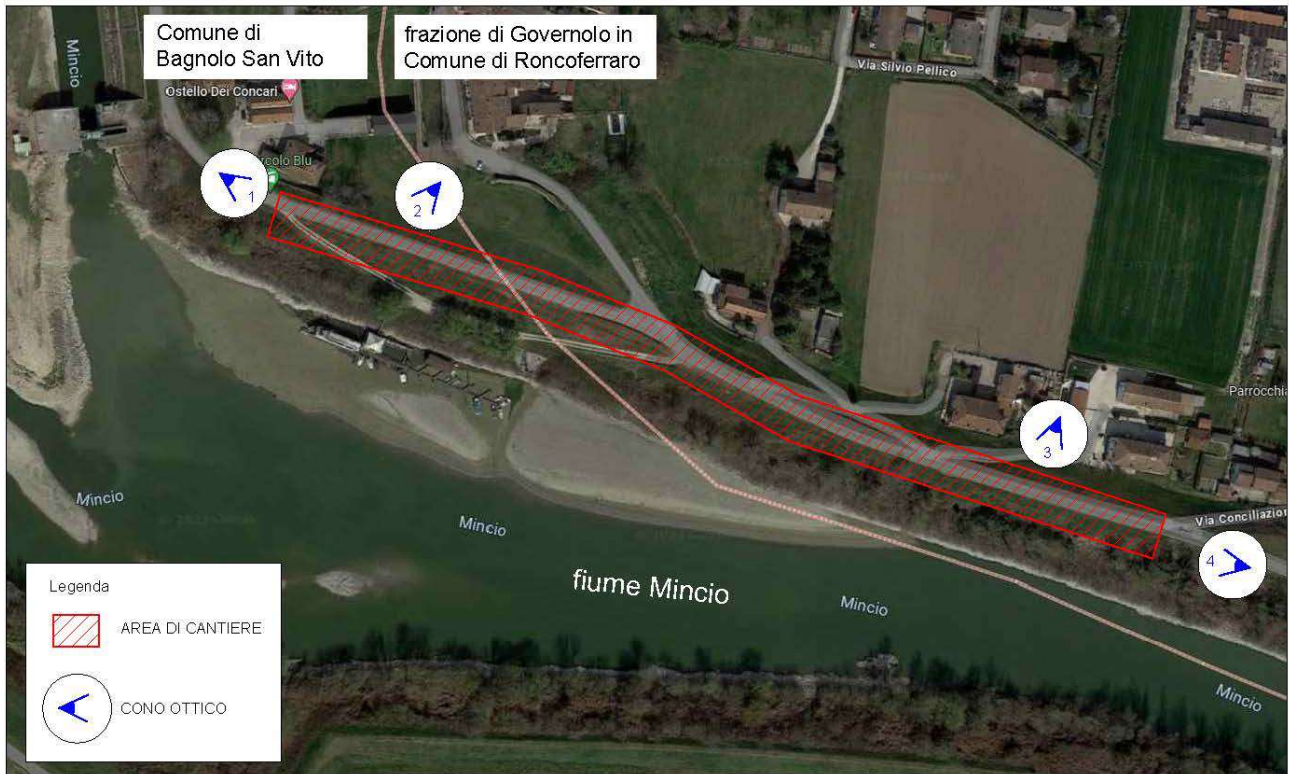 Mincio
Comune di
Bagnolo San Vito
frazione di Governolo in
Comune di Roncoferraro
Via Silvio Pellico
Ostello Dei Concari
rcolo Blu
1
2
3
Parrocchia
Via Conciliazion
4
Mincio
Mincio
fiume Mincio
Mincio
Mincio
Legenda
AREA DI CANTIERE
CONO OTTICO